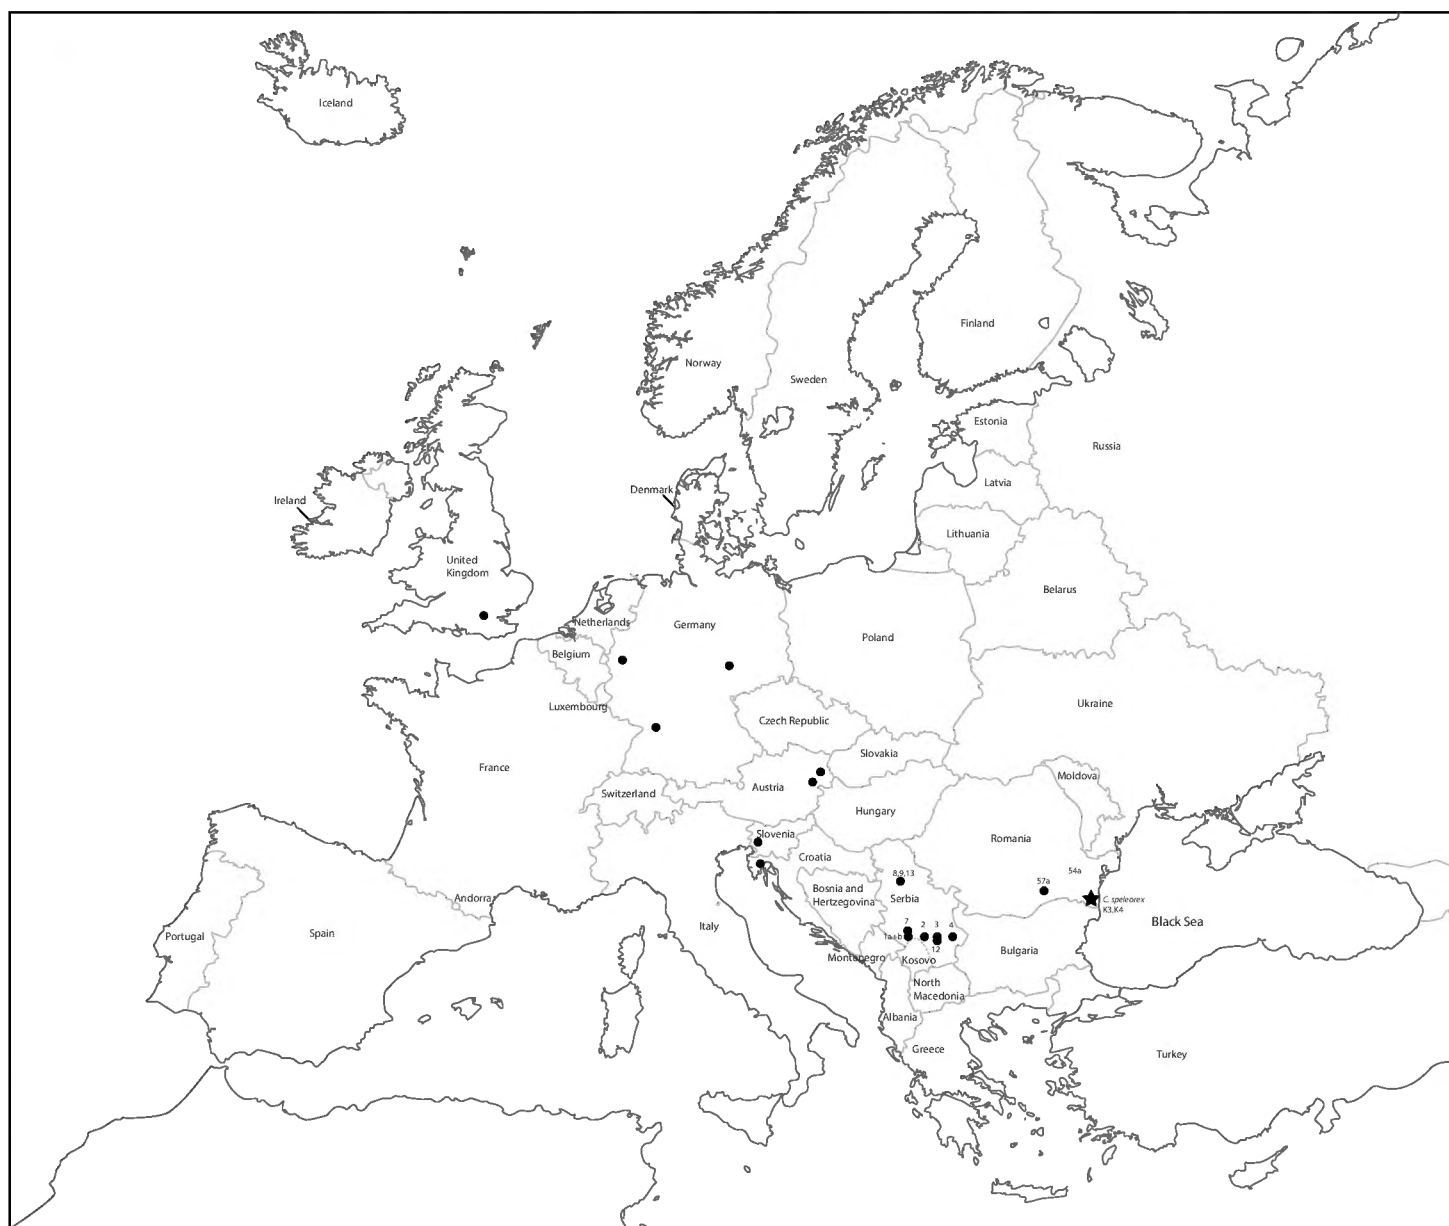 Iceland
Finland
Norway
Sweden
Estonia
Russia
Latvia
Denmark
Ireland
Lithuania
United
Kingdom
Belarus
Netherlands
Germany
Poland
Belgium
Luxembourg
Ukraine
Czech Republic
Slovakia
France
Moldova
Austria
Switzerland
Hungary
Slovenia
Romania
Croatia
8,9,13
54a
57a
Bosnia and
Hertzegovina
Andorra
Serbia
C. speleorex
K3,K4
Black Sea
7
2
3
4
Italy
Portugal
Spain
12
Bulgaria
Montenegro
Kosovo
North
Macedonia
Albania
Greece
Turkey